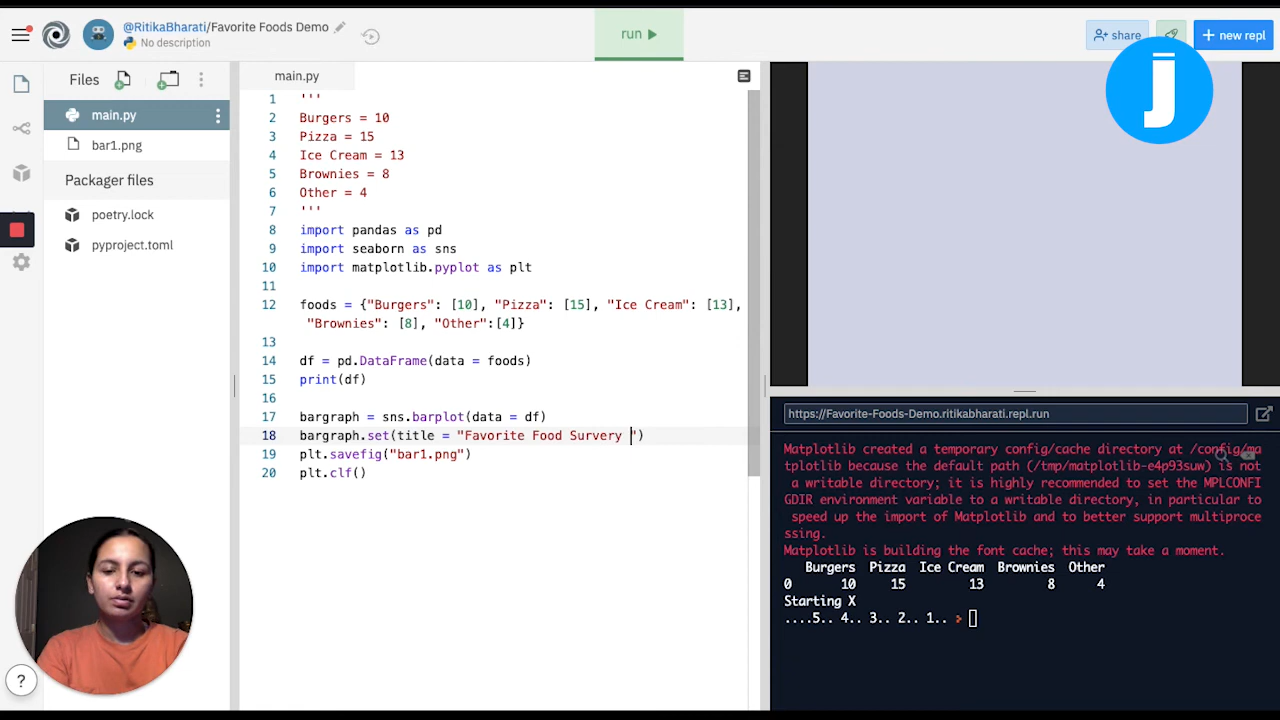 @RitikaBharati/Favorite Foods Demo
No description
run
share
+ new repl
J
Files
main.py
bar1.png
Packager files
poetry.lock
pyproject.toml
?
main.py
1 '''
2 Burgers = 10
3 Pizza = 15
4 Ice Cream = 13
5 Brownies = 8
6 Other = 4
7 '''
8 import pandas as pd
9 import seaborn as sns
10 import matplotlib.pyplot as plt
11
12 foods = {"Burgers": [10], "Pizza": [15], "Ice Cream": [13],
"Brownies": [8], "Other":[4]}
13
14 df = pd.DataFrame(data = foods)
15 print(df)
16
17 bargraph = sns.barplot(data = df)
18 bargraph.set(title = "Favorite Food Survery ")
19 plt.savefig("bar1.png")
20 plt.clf()
https://Favorite-Foods-Demo.ritikabharati.repl.run
Matplotlib created a temporary config/cache directory at /config/ma
tplotlib because the default path (/tmp/matplotlib-e4p93suw) is not
a writable directory; it is highly recommended to set the MPLCONFI
GDIR environment variable to a writable directory, in particular to
speed up the import of Matplotlib and to better support multiproce
ssing.
Matplotlib is building the font cache; this may take a moment.
Burgers Pizza Ice Cream Brownies Other
0 10 15 13 8 4
Starting X
....5.. 4.. 3.. 2.. 1.. >